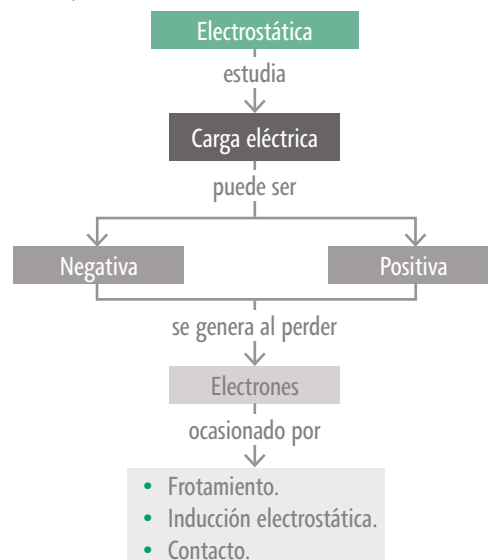 Electrostática
estudia
Carga eléctrica
puede ser
Negativa
Positiva
se genera al perder
Electrones
ocasionado por
• Frotamiento.
• Inducción electrostática.
• Contacto.